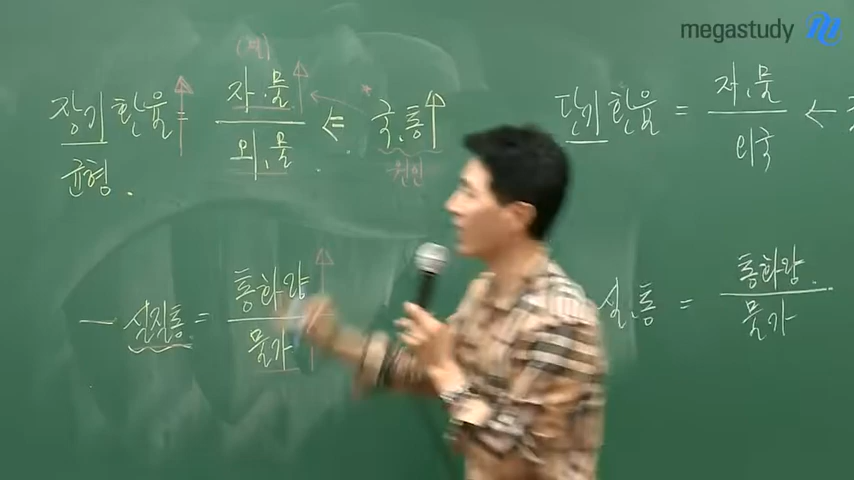 megastudy
장기 환율 = 자.물↑ / 외.물 ⇐ 국.통↑
균형.
원인
단기환율 = 자.물 / 외국 ←
— 실질통 = 통화량↑ / 물가↑
실.통 = 통화량 / 물가